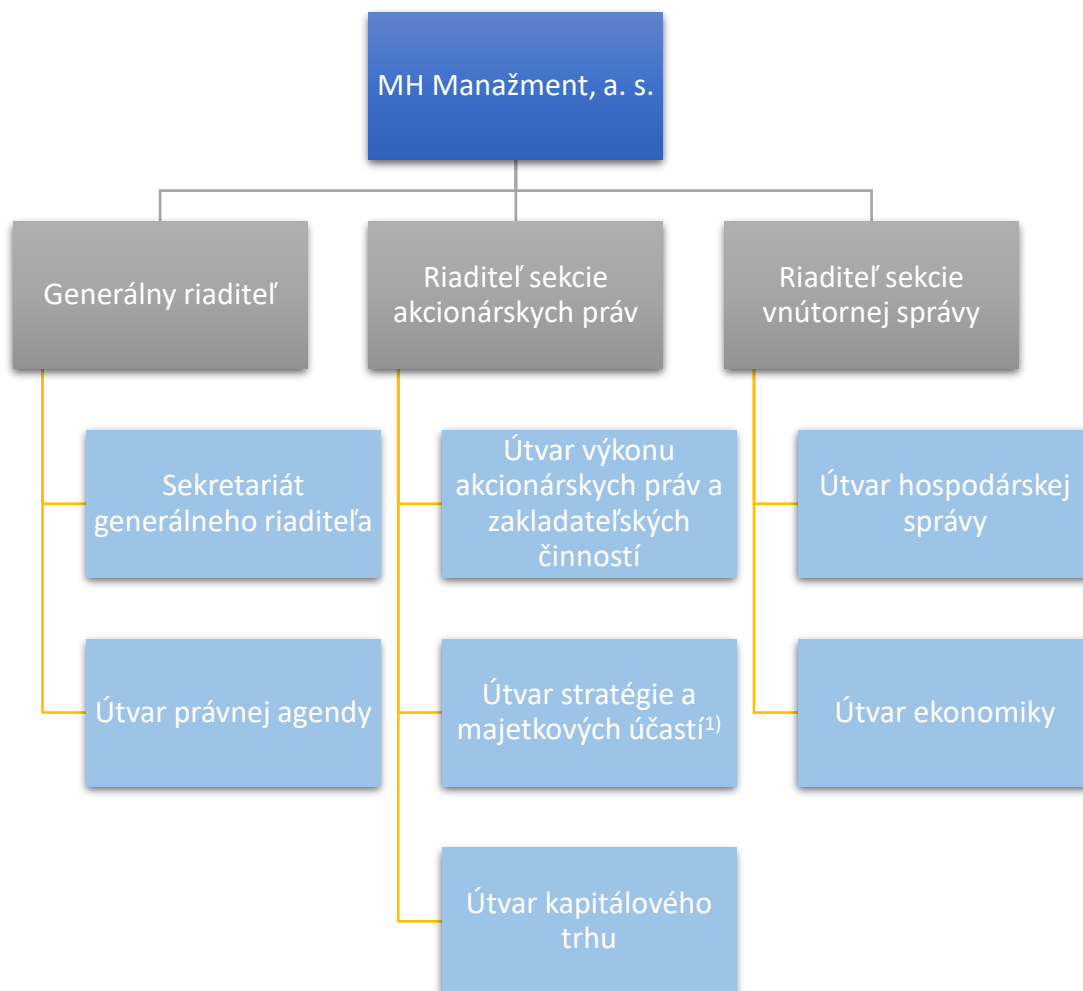 MH Manažment, a. s.
Generálny riaditeľ
Riaditeľ sekcie
akcionárskych práv
Riaditeľ sekcie
vnútornej správy
Sekretariát
generálneho riaditeľa
Útvar výkonu
akcionárskych práv a
zakladateľských
činností
Útvar hospodárskej
správy
Útvar právnej agendy
Útvar stratégie a
majetkových účastí¹⁾
Útvar ekonomiky
Útvar kapitálového
trhu